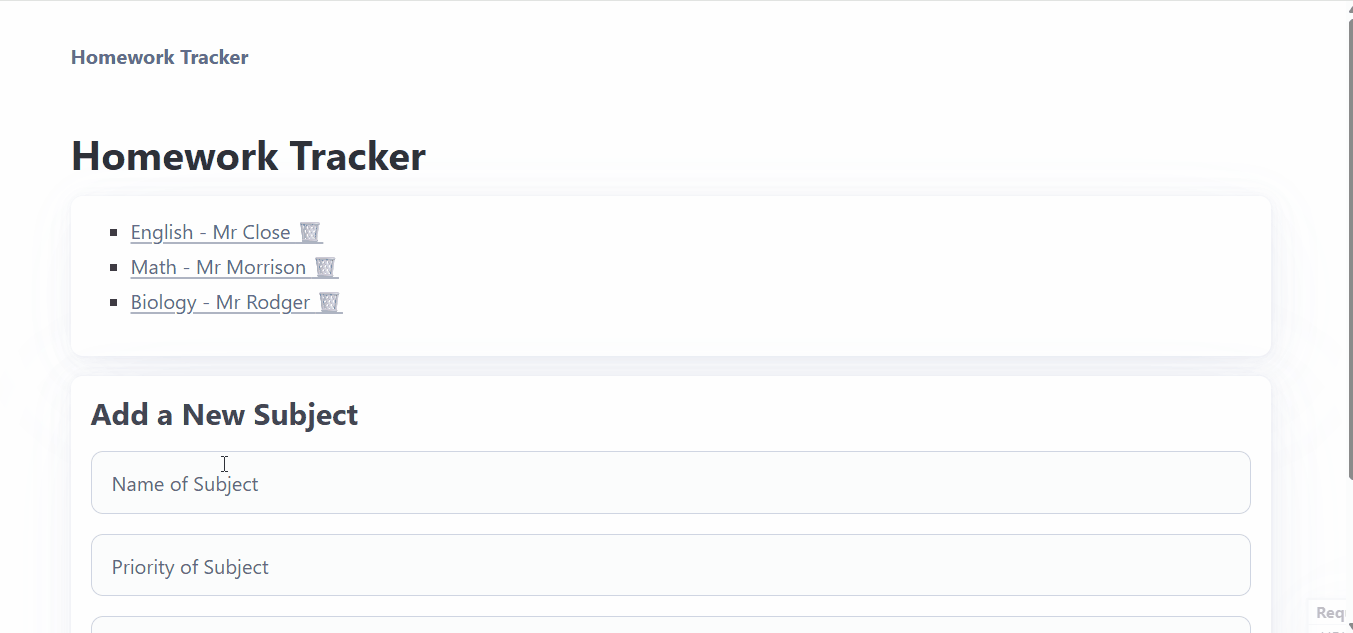 Homework Tracker
Homework Tracker
English - Mr Close
Math - Mr Morrison
Biology - Mr Rodger
Add a New Subject
Name of Subject
Priority of Subject